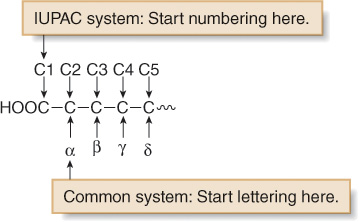 IUPAC system: Start numbering here.
C1 C2 C3 C4 C5
HOOC–C–C–C–C
α β γ δ
Common system: Start lettering here.